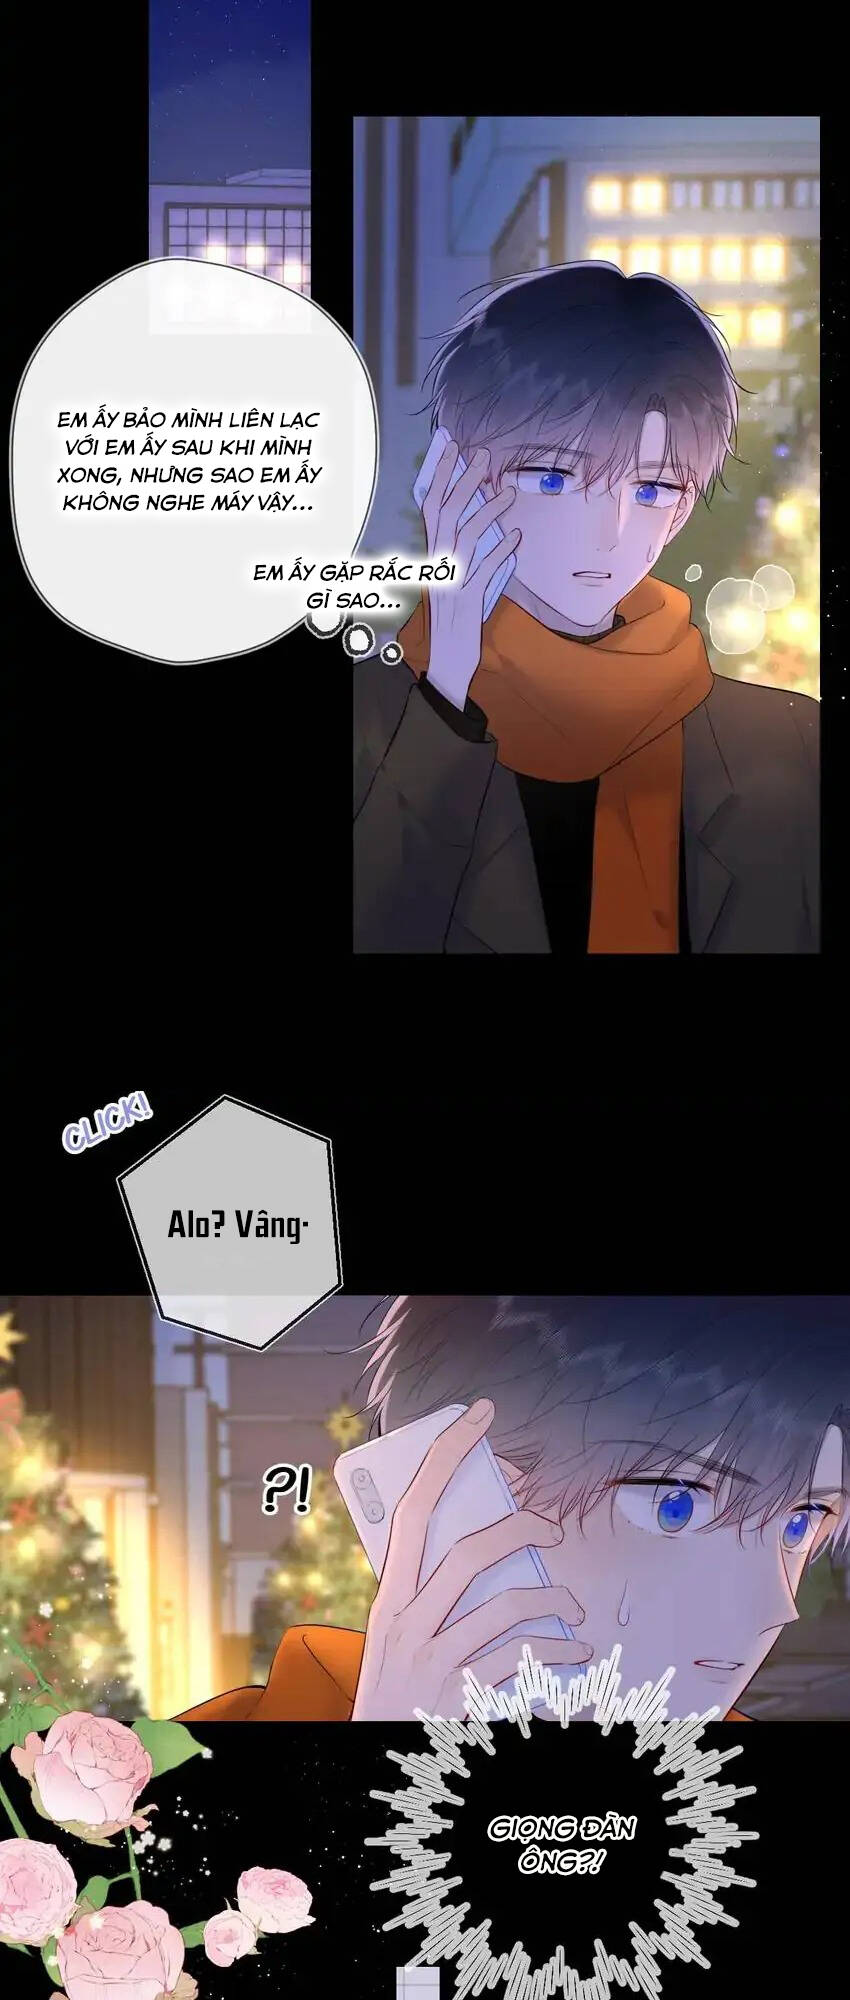 EM ẤY BẢO MÌNH LIÊN LẠC
VỚI EM ẤY SAU KHI MÌNH
XONG, NHƯNG SAO EM ẤY
KHÔNG NGHE MÁY VẬY...
EM ẤY GẶP RẮC RỐI
GÌ SAO...
CLICK!
Alo? Vâng-
?!
GIỌNG ĐÀN
ÔNG?!